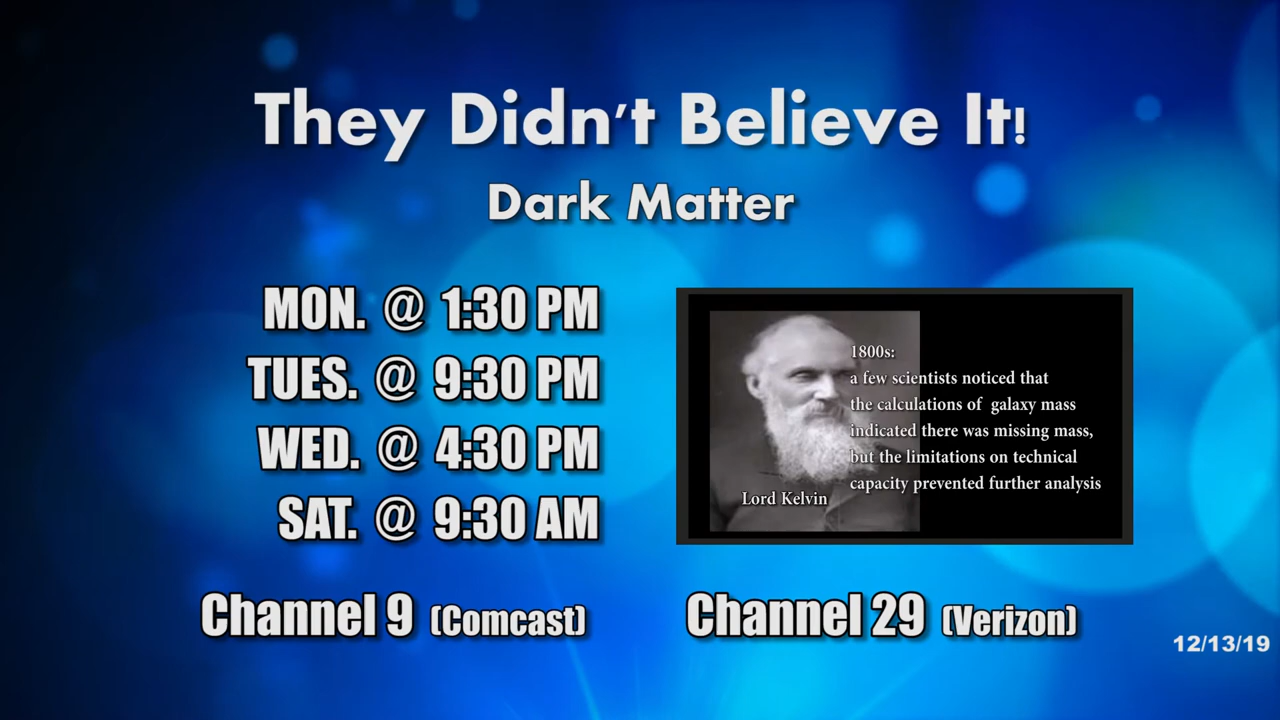 They Didn't Believe It!
Dark Matter
MON. @ 1:30 PM
TUES. @ 9:30 PM
WED. @ 4:30 PM
SAT. @ 9:30 AM
1800s:
a few scientists noticed that
the calculations of galaxy mass
indicated there was missing mass,
but the limitations on technical
capacity prevented further analysis
Lord Kelvin
Channel 9 (Comcast)
Channel 29 (Verizon)
12/13/19